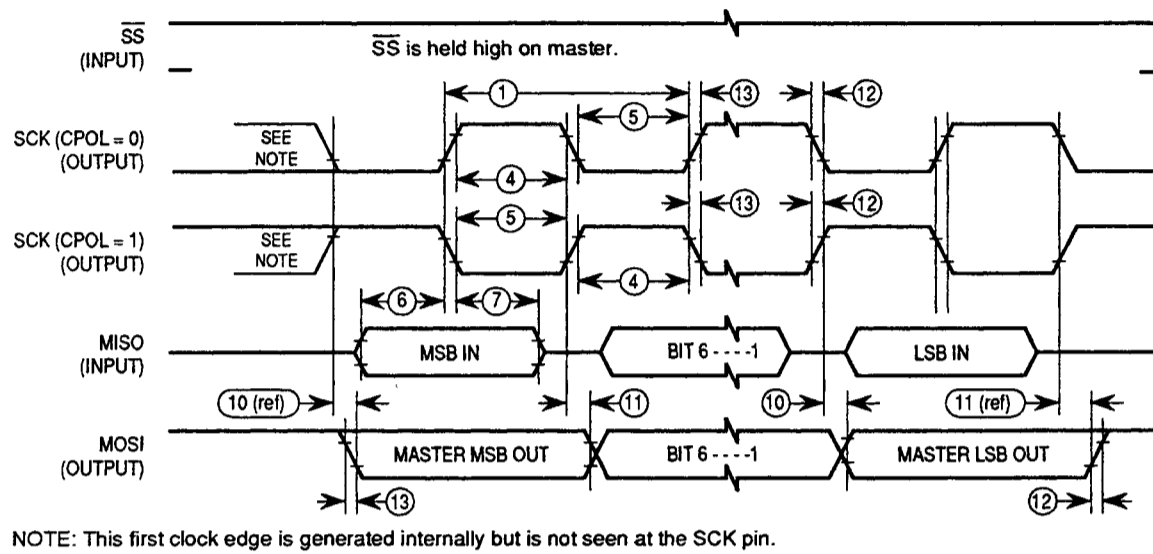 SS
(INPUT)
SS is held high on master.
1 13 12
5
SCK (CPOL = 0)
(OUTPUT)
SEE
NOTE
4
13 12
5
SCK (CPOL = 1)
(OUTPUT)
SEE
NOTE
4
6 7
MISO
(INPUT)
MSB IN
BIT 6 - - - - -1
LSB IN
10 (ref) 11 10 11 (ref)
MOSI
(OUTPUT)
MASTER MSB OUT
BIT 6 - - - - -1
MASTER LSB OUT
13 12
NOTE: This first clock edge is generated internally but is not seen at the SCK pin.